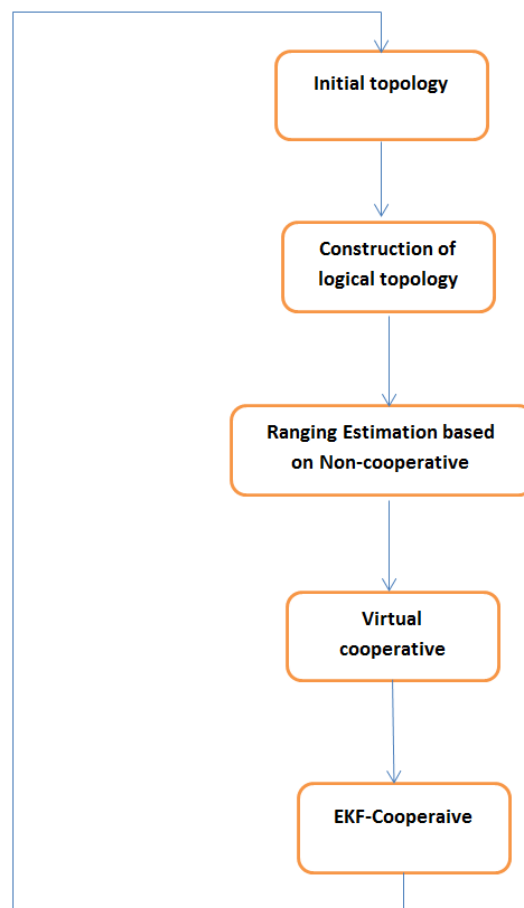 Initial topology
Construction of
logical topology
Ranging Estimation based
on Non-cooperative
Virtual
cooperative
EKF-Cooperaive